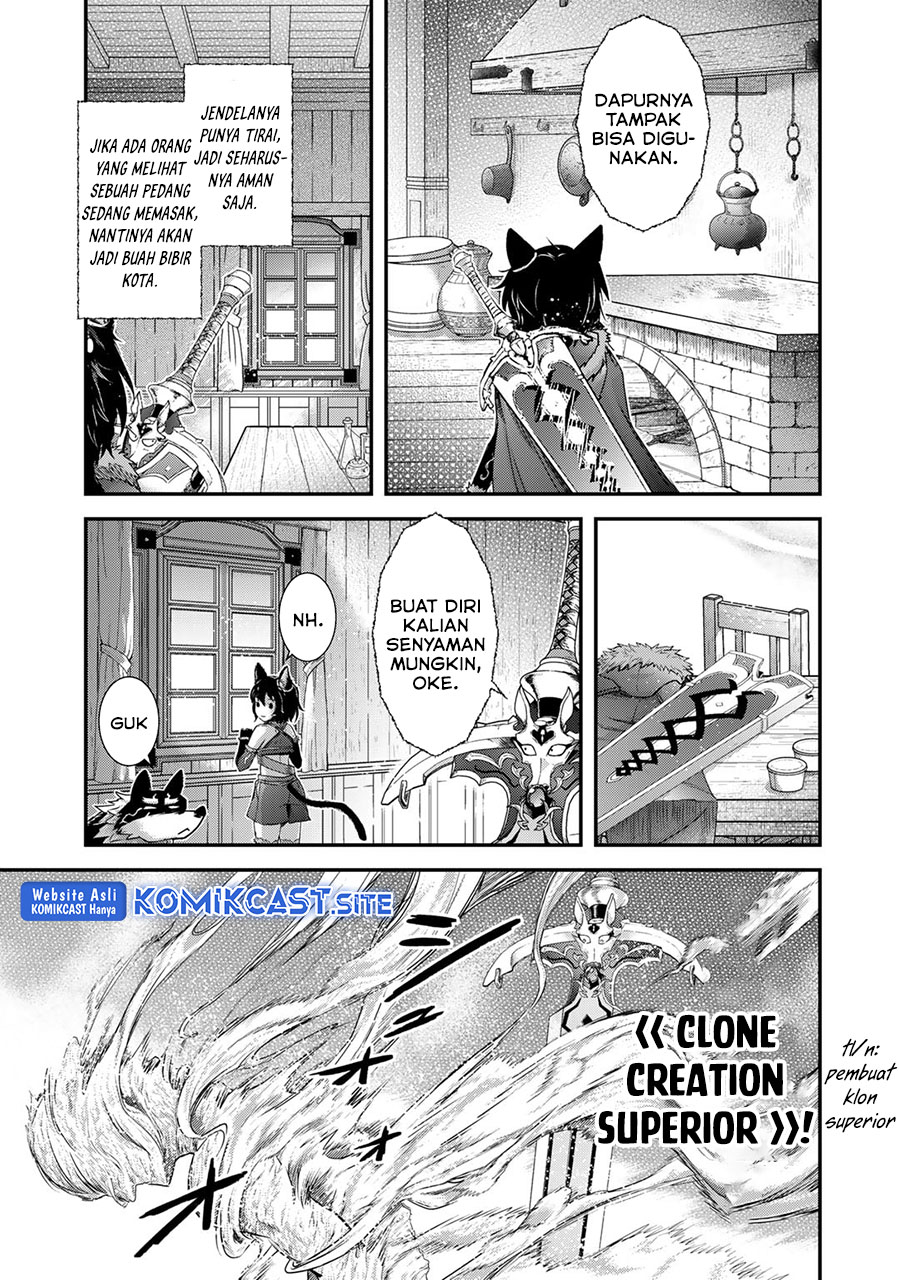 DAPURNYA
TAMPAK
BISA DIGU-
NAKAN.
JENDELANYA
PUNYA TIRAI,
JADI SEHARUS-
NYA AMAN
SAJA.
JIKA ADA ORANG
YANG MELIHAT
SEBUAH PEDANG
SEDANG MEMASAK,
NANTINYA AKAN
JADI BUAH BIBIR
KOTA.
BUAT DIRI
KALIAN
SENYAMAN
MUNGKIN,
OKE.
NH.
GUK
Website Asli
KOMIKCAST Hanya
KOMIKCAST.SITE
《 CLONE
CREATION
SUPERIOR 》!
t/n:
pembuat
klon
superior